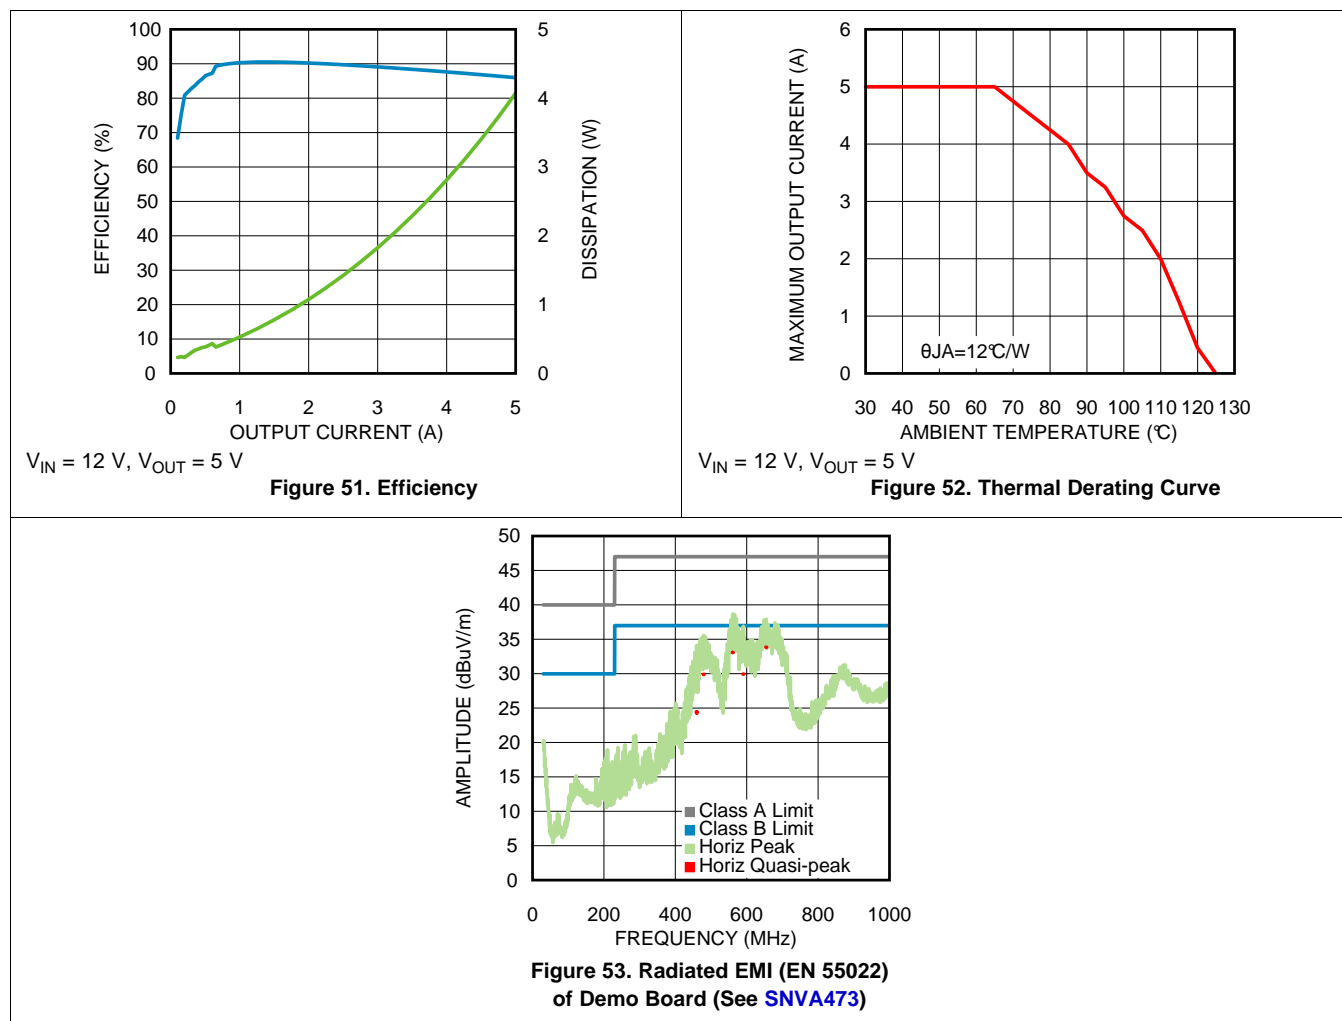 100
90
80
70
60
50
40
30
20
10
0
EFFICIENCY (%)
5
4
3
2
1
0
DISSIPATION (W)
0 1 2 3 4 5
OUTPUT CURRENT (A)
V_IN = 12 V, V_OUT = 5 V
Figure 51. Efficiency
6
5
4
3
2
1
0
MAXIMUM OUTPUT CURRENT (A)
θJA=12°C/W
30 40 50 60 70 80 90 100 110 120 130
AMBIENT TEMPERATURE (°C)
V_IN = 12 V, V_OUT = 5 V
Figure 52. Thermal Derating Curve
50
45
40
35
30
25
20
15
10
5
0
AMPLITUDE (dBuV/m)
Class A Limit
Class B Limit
Horiz Peak
Horiz Quasi-peak
0 200 400 600 800 1000
FREQUENCY (MHz)
Figure 53. Radiated EMI (EN 55022)
of Demo Board (See SNVA473)